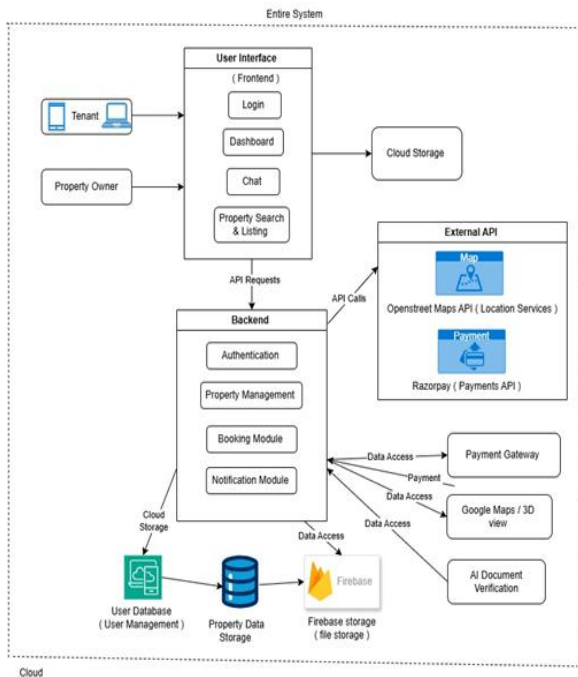 Entire System
User Interface
( Frontend )
Login
Dashboard
Chat
Property Search
& Listing
Tenant
Property Owner
Cloud Storage
API Requests
API Calls
External API
Map
Openstreet Maps API ( Location Services )
Payment
Razorpay ( Payments API )
Backend
Authentication
Property Management
Booking Module
Notification Module
Data Access
Payment Gateway
Payment
Data Access
Google Maps / 3D
view
Data Access
AI Document
Verification
Cloud
Storage
Data Access
User Database
( User Management )
Property Data
Storage
Firebase
Firebase storage
( file storage )
Cloud